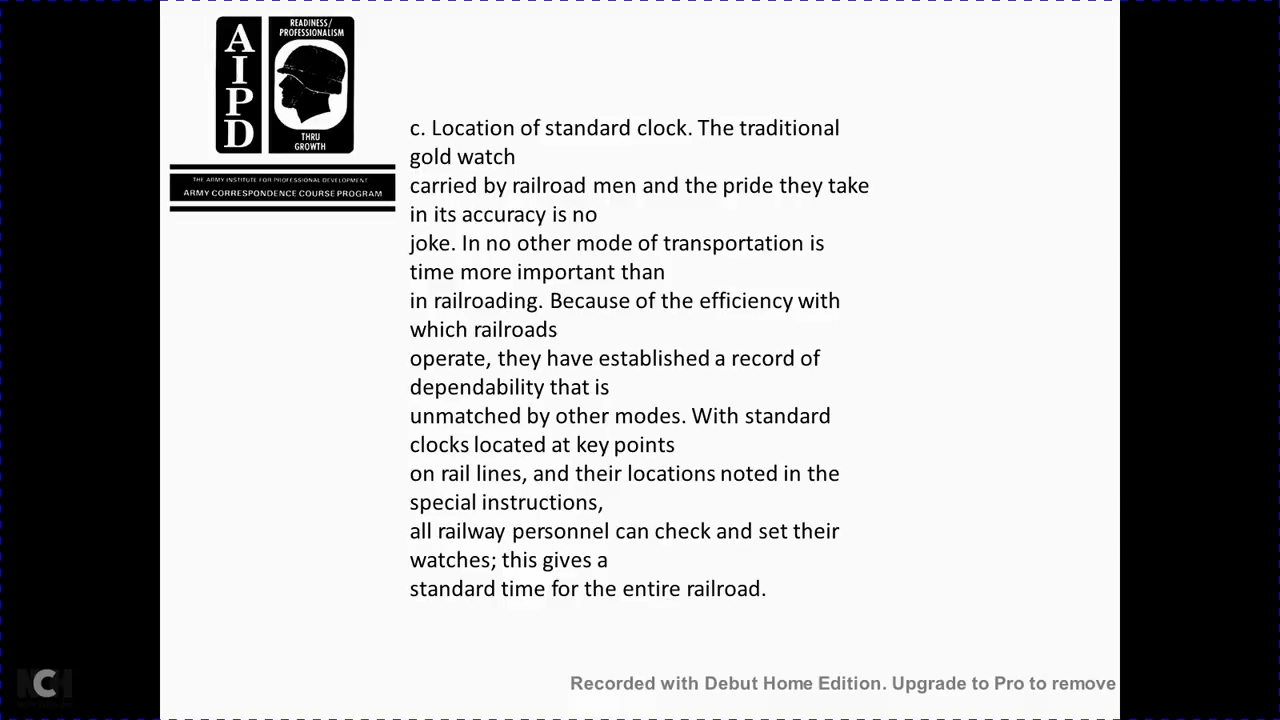 A
I
P
D
READINESS/
PROFESSIONALISM
THRU
GROWTH
THE ARMY INSTITUTE FOR PROFESSIONAL DEVELOPMENT
ARMY CORRESPONDENCE COURSE PROGRAM
c. Location of standard clock. The traditional
gold watch
carried by railroad men and the pride they take
in its accuracy is no
joke. In no other mode of transportation is
time more important than
in railroading. Because of the efficiency with
which railroads
operate, they have established a record of
dependability that is
unmatched by other modes. With standard
clocks located at key points
on rail lines, and their locations noted in the
special instructions,
all railway personnel can check and set their
watches; this gives a
standard time for the entire railroad.
NCH
Recorded with Debut Home Edition. Upgrade to Pro to remove